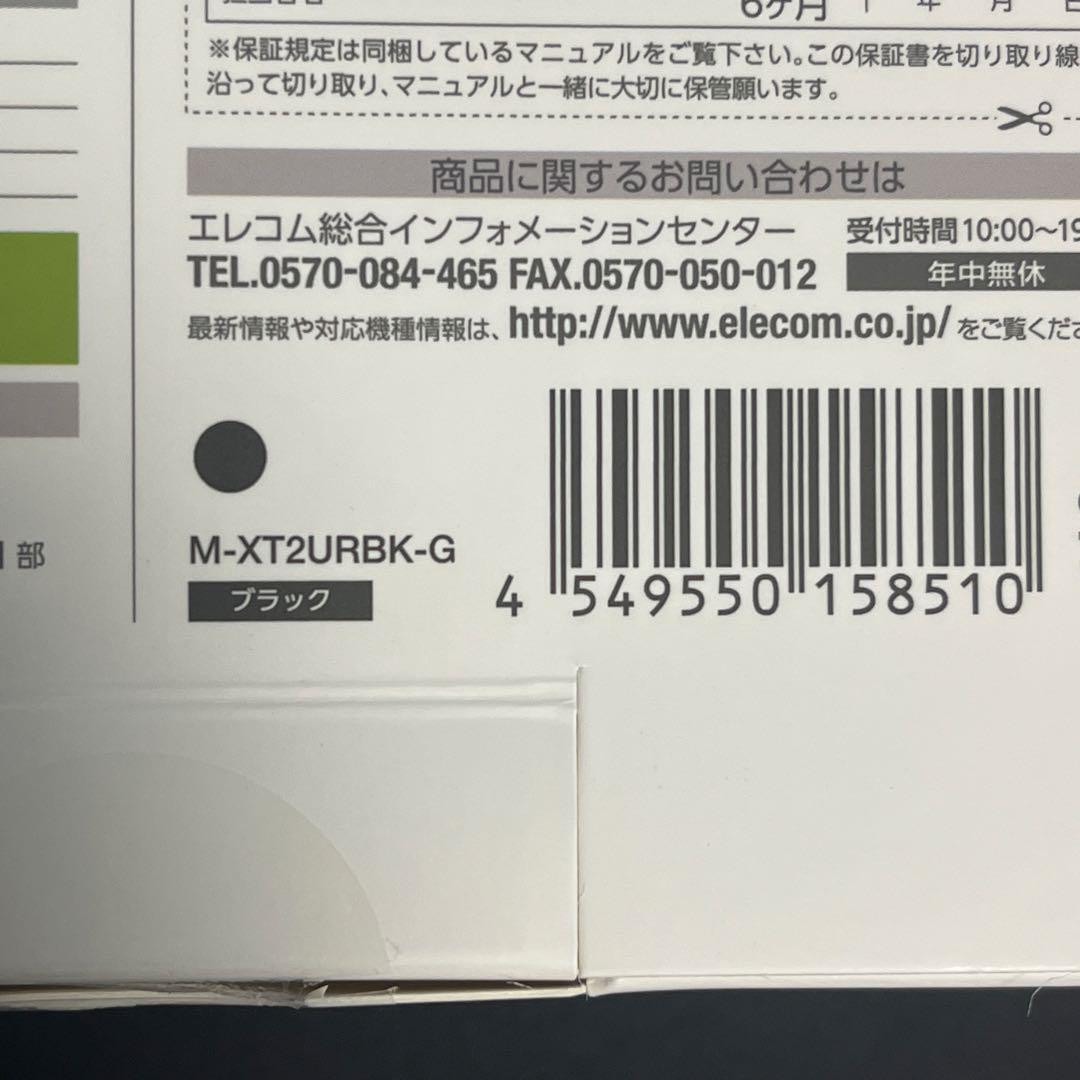 6ヶ月
年 月
※保証規定は同梱しているマニュアルをご覧下さい。この保証書を切り取り線
沿って切り取り、マニュアルと一緒に大切に保管願います。
商品に関するお問い合わせは
エレコム総合インフォメーションセンター 受付時間10:00〜19
TEL.0570-084-465 FAX.0570-050-012 年中無休
最新情報や対応機種情報は、http://www.elecom.co.jp/をご覧くださ
部
M-XT2URBK-G
ブラック
4 549550 158510